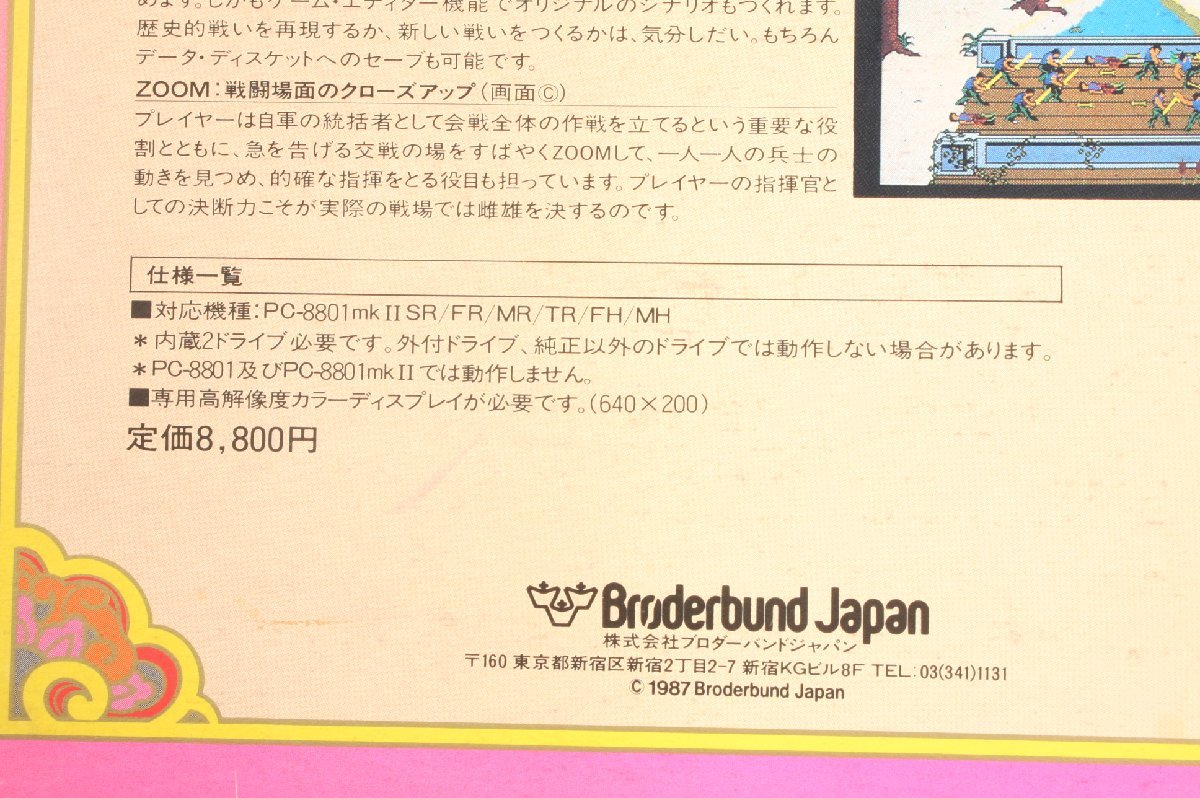 めます。しかもゲーム・エディター機能でオリジナルのシナリオもつくれます。
歴史的戦いを再現するか、新しい戦いをつくるかは、気分しだい。もちろん
データ・ディスケットへのセーブも可能です。
ZOOM：戦闘場面のクローズアップ（画面Ⓒ）
プレイヤーは自軍の統括者として会戦全体の作戦を立てるという重要な役
割とともに、急を告げる交戦の場をすばやくZOOMして、一人一人の兵士の
動きを見つめ、的確な指揮をとる役目も担っています。プレイヤーの指揮官と
しての決断力こそが実際の戦場では雌雄を決するのです。
仕様一覧
■対応機種：PC-8801mkⅡSR/FR/MR/TR/FH/MH
＊内蔵2ドライブ必要です。外付ドライブ、純正以外のドライブでは動作しない場合があります。
＊PC-8801及びPC-8801mkⅡでは動作しません。
■専用高解像度カラーディスプレイが必要です。(640×200)
定価8,800円
Brøderbund Japan
株式会社ブロダーバンドジャパン
〒160 東京都新宿区新宿2丁目2-7 新宿KGビル8F TEL：03(341)1131
© 1987 Broderbund Japan